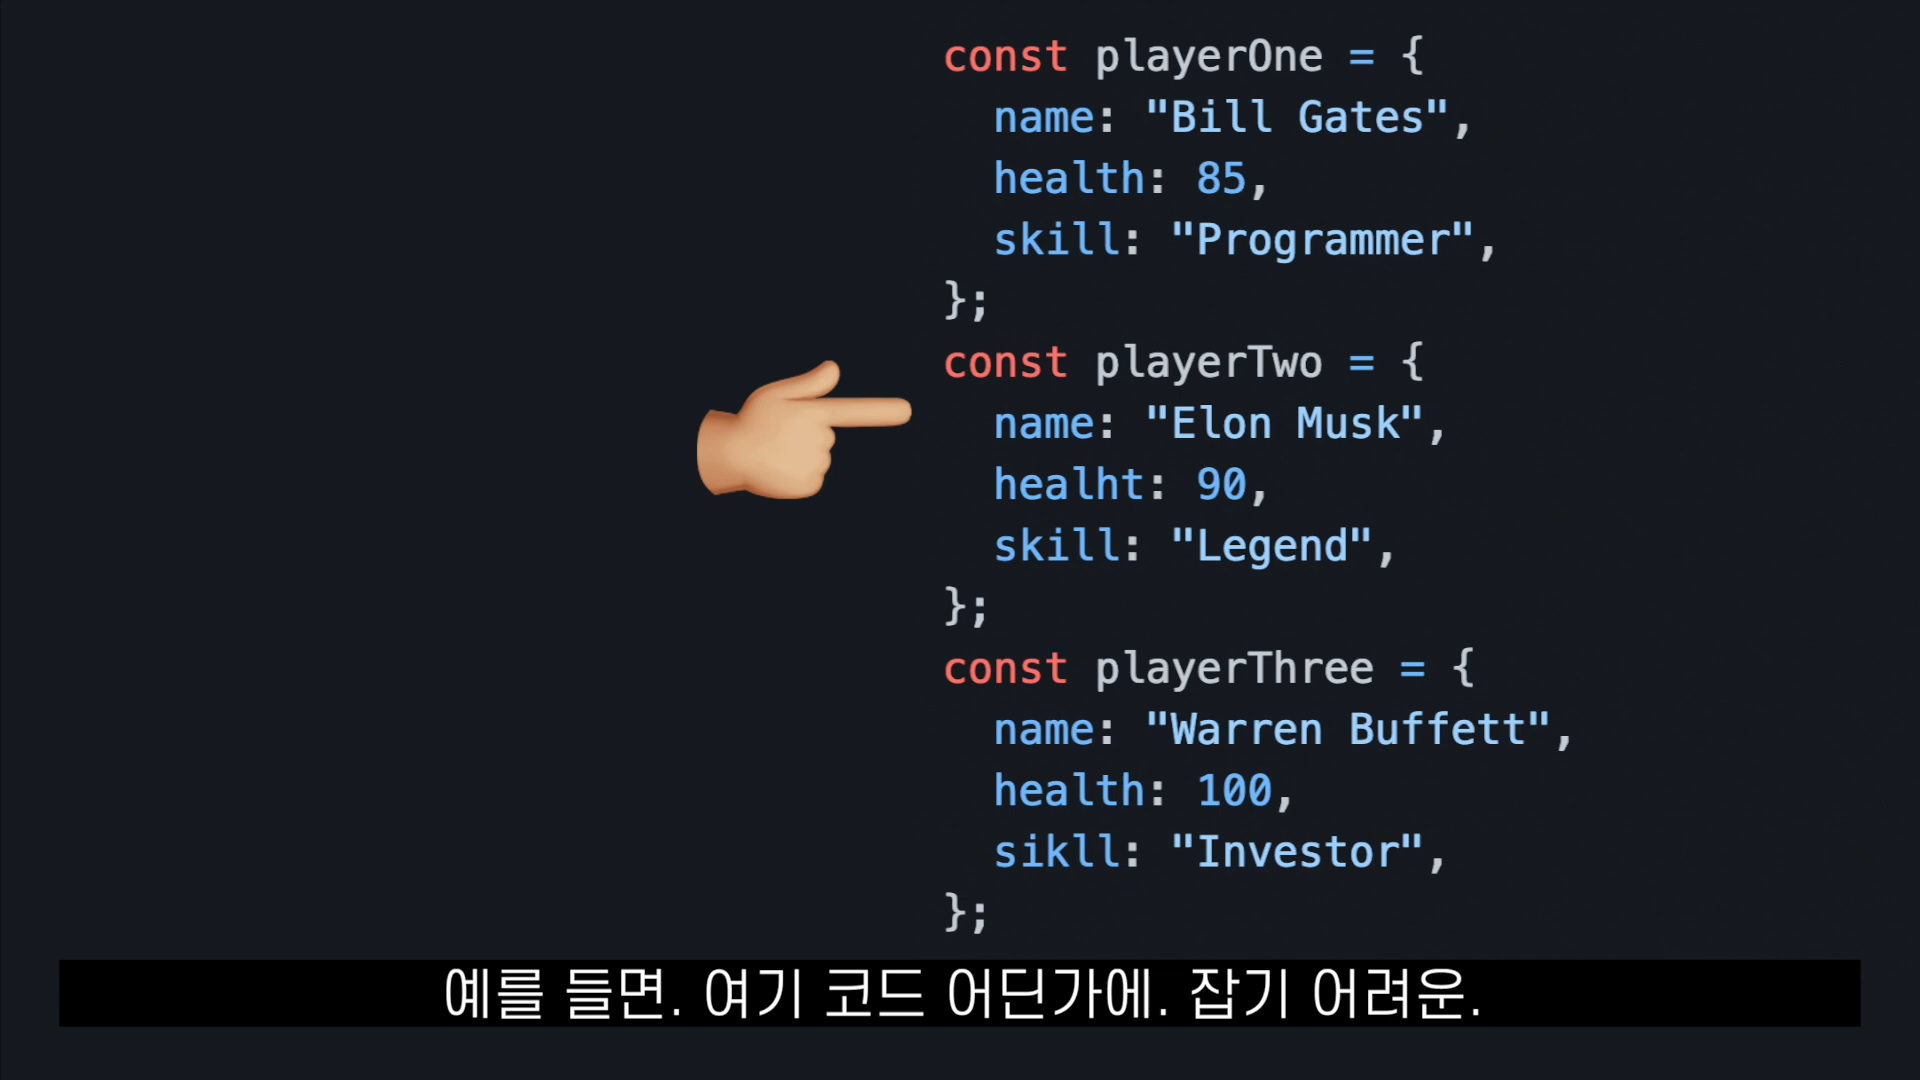 const playerOne = {
  name: "Bill Gates",
  health: 85,
  skill: "Programmer",
};
const playerTwo = {
  name: "Elon Musk",
  healht: 90,
  skill: "Legend",
};
const playerThree = {
  name: "Warren Buffett",
  health: 100,
  sikll: "Investor",
};
예를 들면. 여기 코드 어딘가에. 잡기 어려운.